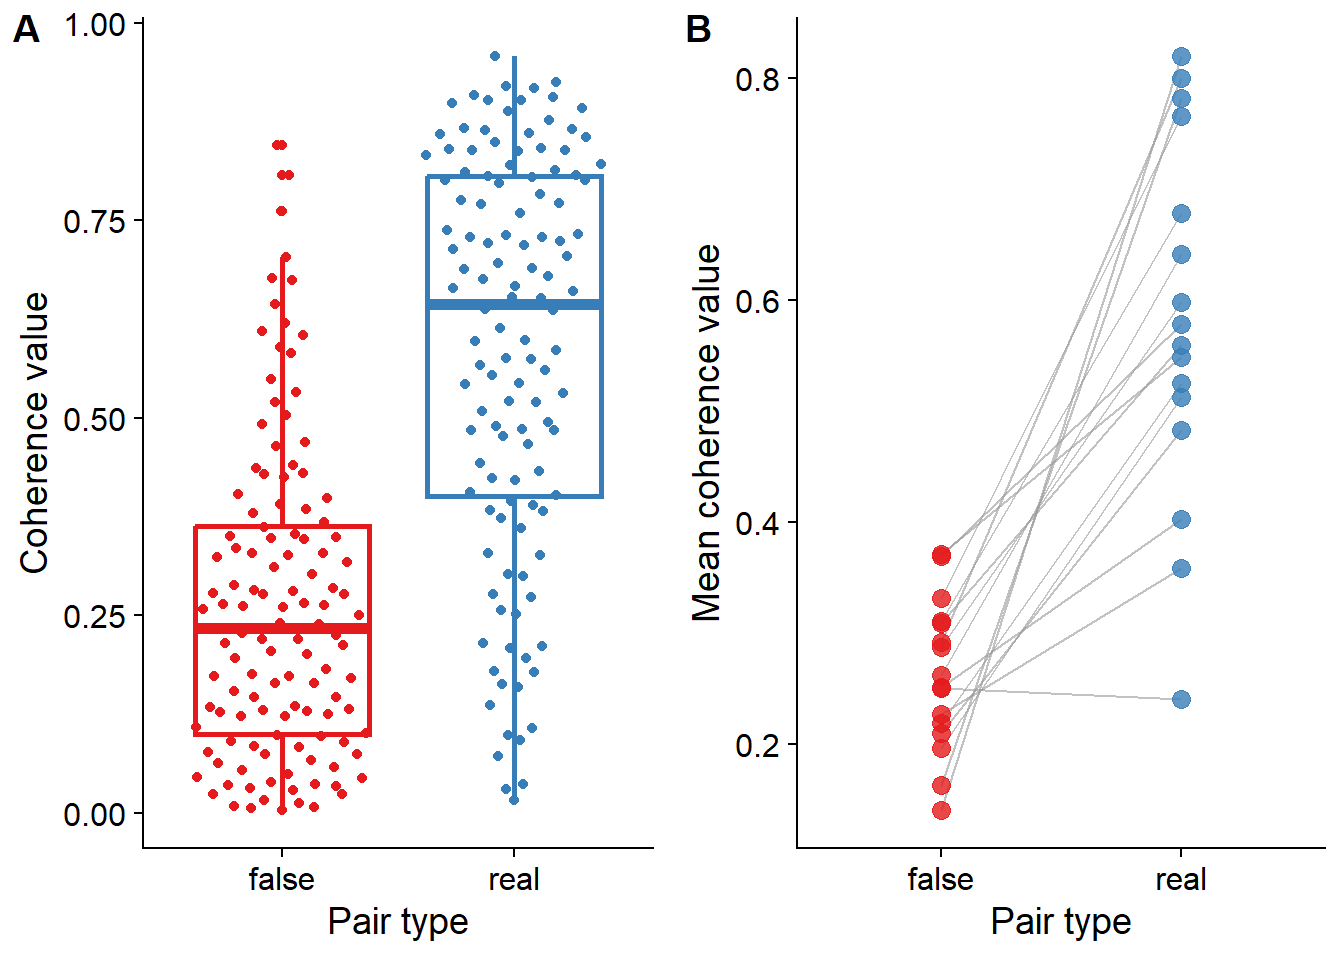 A
Coherence value
1.00
0.75
0.50
0.25
0.00
false
real
Pair type
B
Mean coherence value
0.8
0.6
0.4
0.2
false
real
Pair type